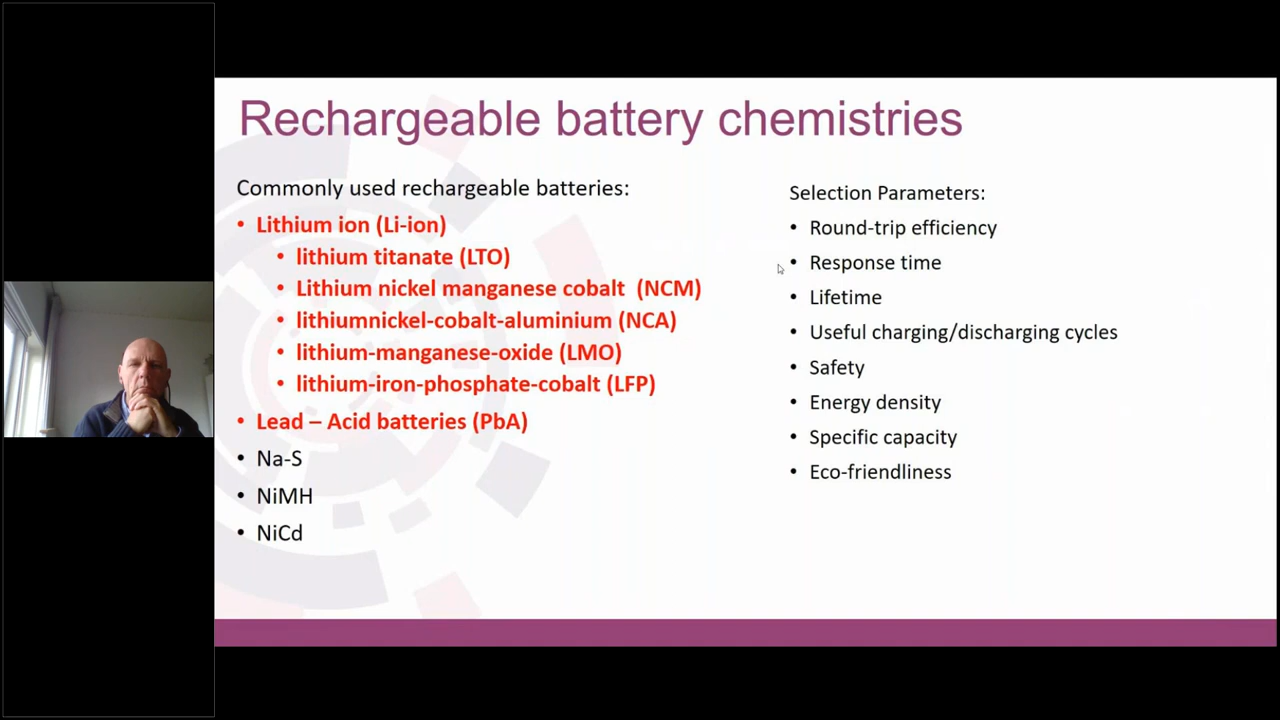 Rechargeable battery chemistries
Commonly used rechargeable batteries:
• Lithium ion (Li-ion)
• lithium titanate (LTO)
• Lithium nickel manganese cobalt (NCM)
• lithiumnickel-cobalt-aluminium (NCA)
• lithium-manganese-oxide (LMO)
• lithium-iron-phosphate-cobalt (LFP)
• Lead – Acid batteries (PbA)
• Na-S
• NiMH
• NiCd
Selection Parameters:
• Round-trip efficiency
• Response time
• Lifetime
• Useful charging/discharging cycles
• Safety
• Energy density
• Specific capacity
• Eco-friendliness